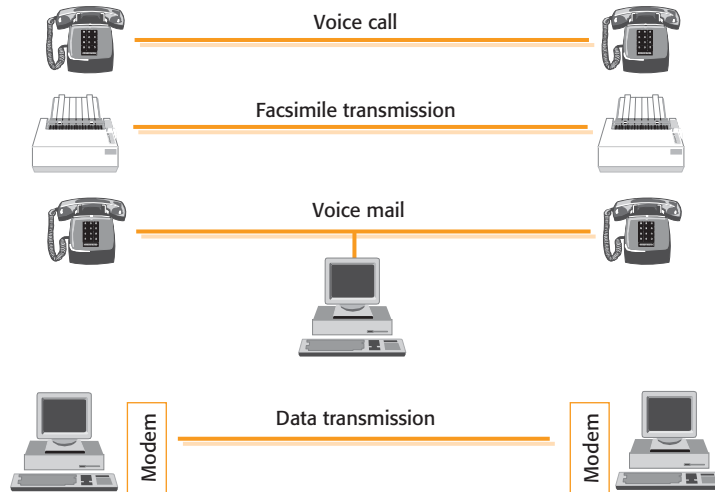 Voice call
Facsimile transmission
Voice mail
Data transmission
Modem
Modem